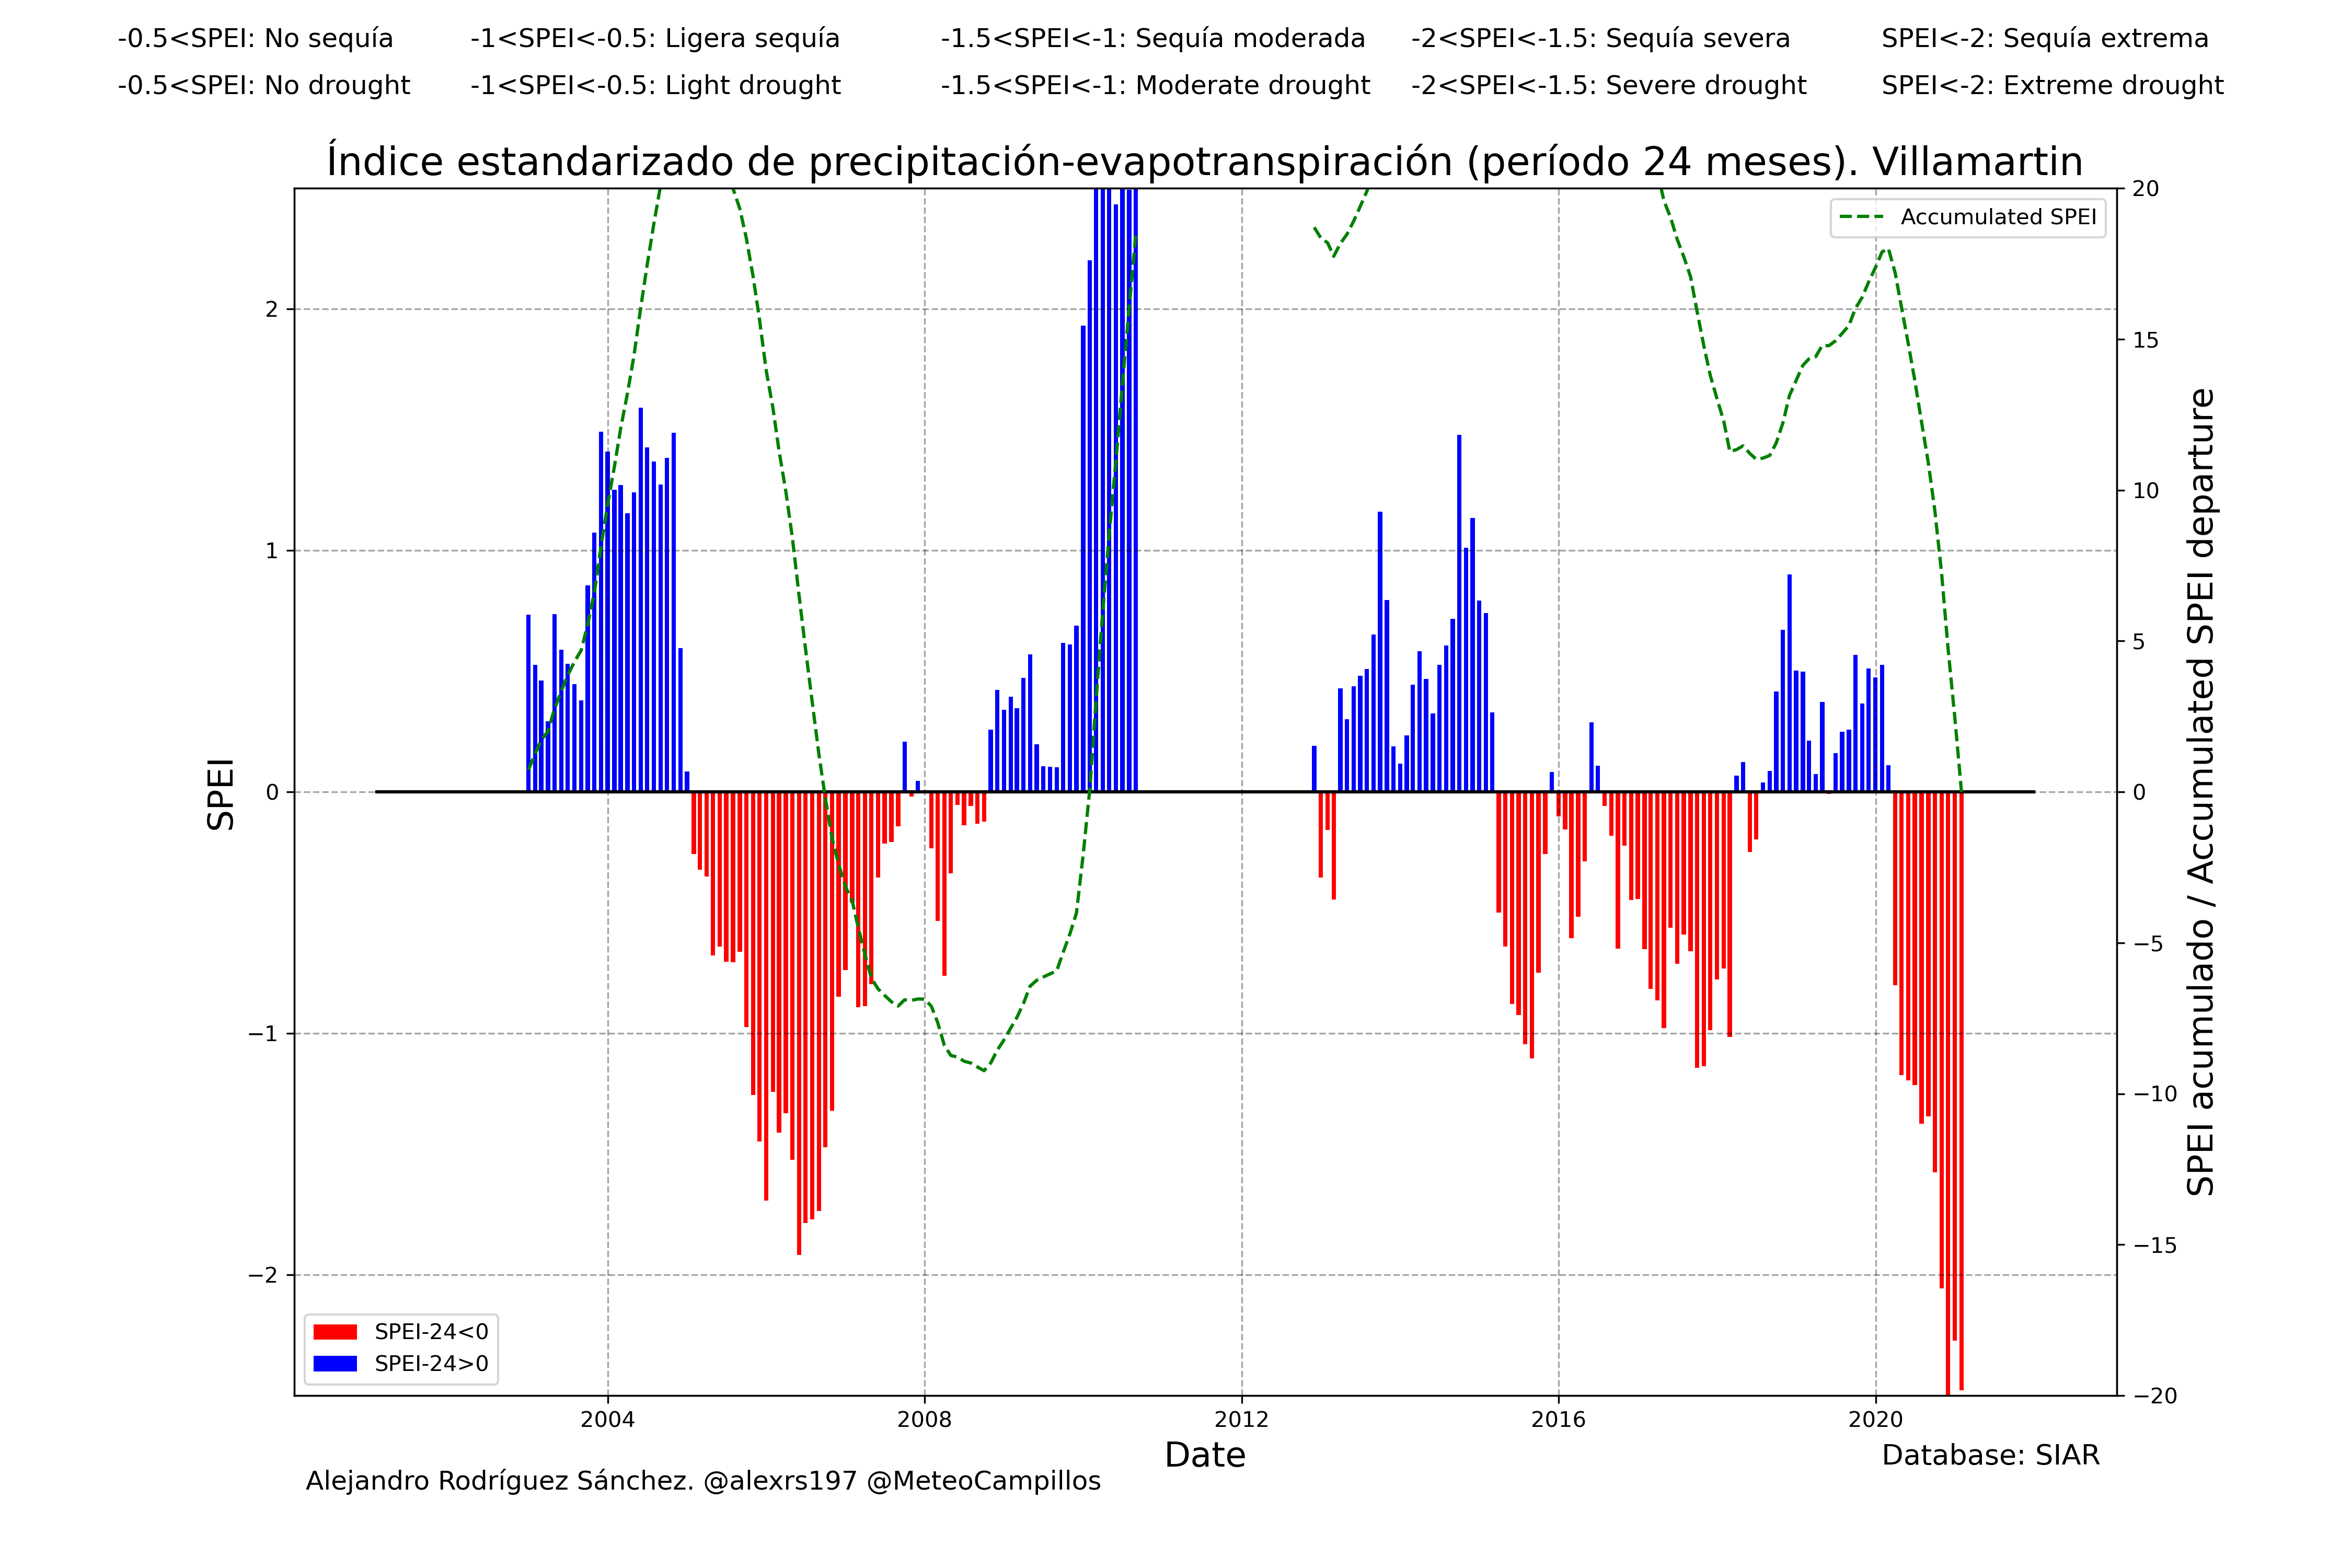 -0.5<SPEI: No sequía -1<SPEI<-0.5: Ligera sequía -1.5<SPEI<-1: Sequía moderada -2<SPEI<-1.5: Sequía severa SPEI<-2: Sequía extrema
-0.5<SPEI: No drought -1<SPEI<-0.5: Light drought -1.5<SPEI<-1: Moderate drought -2<SPEI<-1.5: Severe drought SPEI<-2: Extreme drought
Índice estandarizado de precipitación-evapotranspiración (período 24 meses). Villamartin
Accumulated SPEI
SPEI
2
1
0
−1
−2
20
15
10
5
0
−5
−10
−15
−20
SPEI acumulado / Accumulated SPEI departure
SPEI-24<0
SPEI-24>0
2004 2008 2012 2016 2020
Date
Database: SIAR
Alejandro Rodríguez Sánchez. @alexrs197 @MeteoCampillos